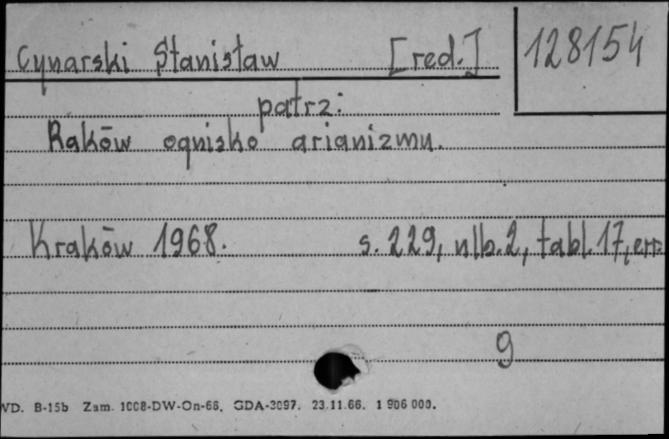 Cynarski Stanisław [red.] 128154
patrz:
Raków ognisko arianizmu.
Kraków 1968. s. 229, nlb. 2, tabl. 17, err.
9
WD. B-15b Zam. 1008-DW-On-66. GDA-3097. 23.11.66. 1 906 000.